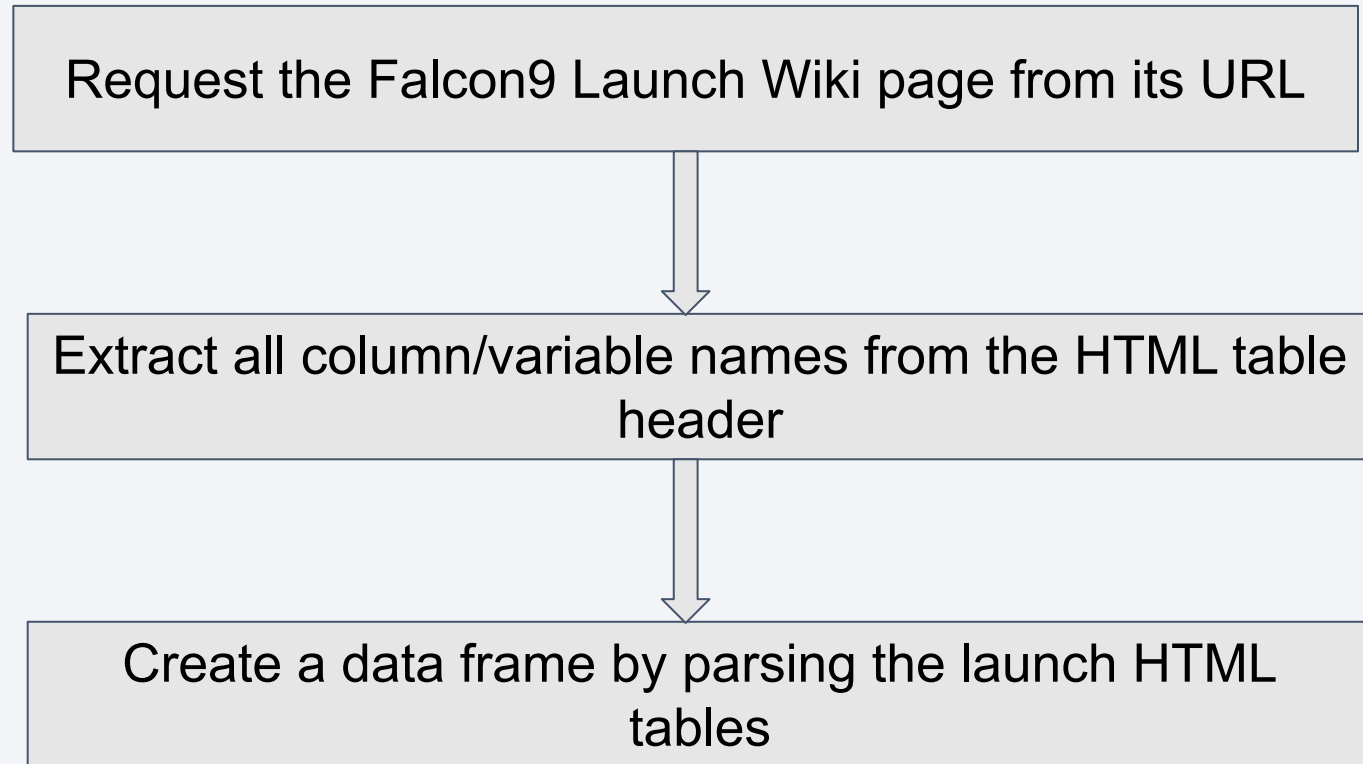 Request the Falcon9 Launch Wiki page from its URL
Extract all column/variable names from the HTML table
header
Create a data frame by parsing the launch HTML
tables